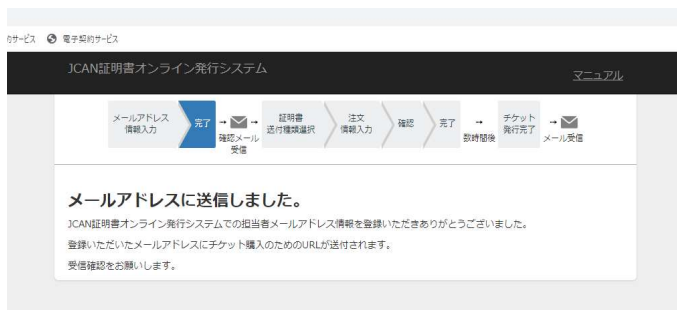 約サービス 電子契約サービス
JCAN証明書オンライン発行システム
マニュアル
メールアドレス
情報入力
完了
→ →
確認メール
受信
証明書
送付種類選択
注文
情報入力
確認
完了
→
数時間後
チケット
発行完了
→
メール受信
メールアドレスに送信しました。
JCAN証明書オンライン発行システムでの担当者メールアドレス情報を登録いただきありがとうございました。
登録いただいたメールアドレスにチケット購入のためのURLが送付されます。
受信確認をお願いします。